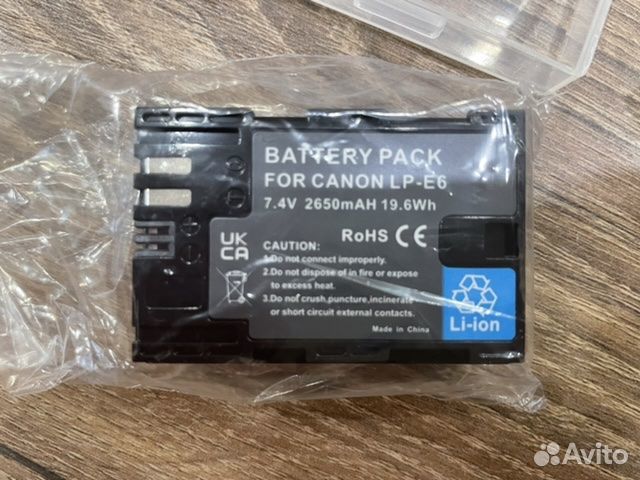 BATTERY PACK
FOR CANON LP-E6
7.4V 2650mAH 19.6Wh
UK
CA
RoHS CE
CAUTION:
1.Do not connect improperly.
2.Do not dispose of in fire or expose
to excess heat.
3.Do not crush,puncture,incinerate
or short circuit external contacts.
Made in China
Li-ion
Avito